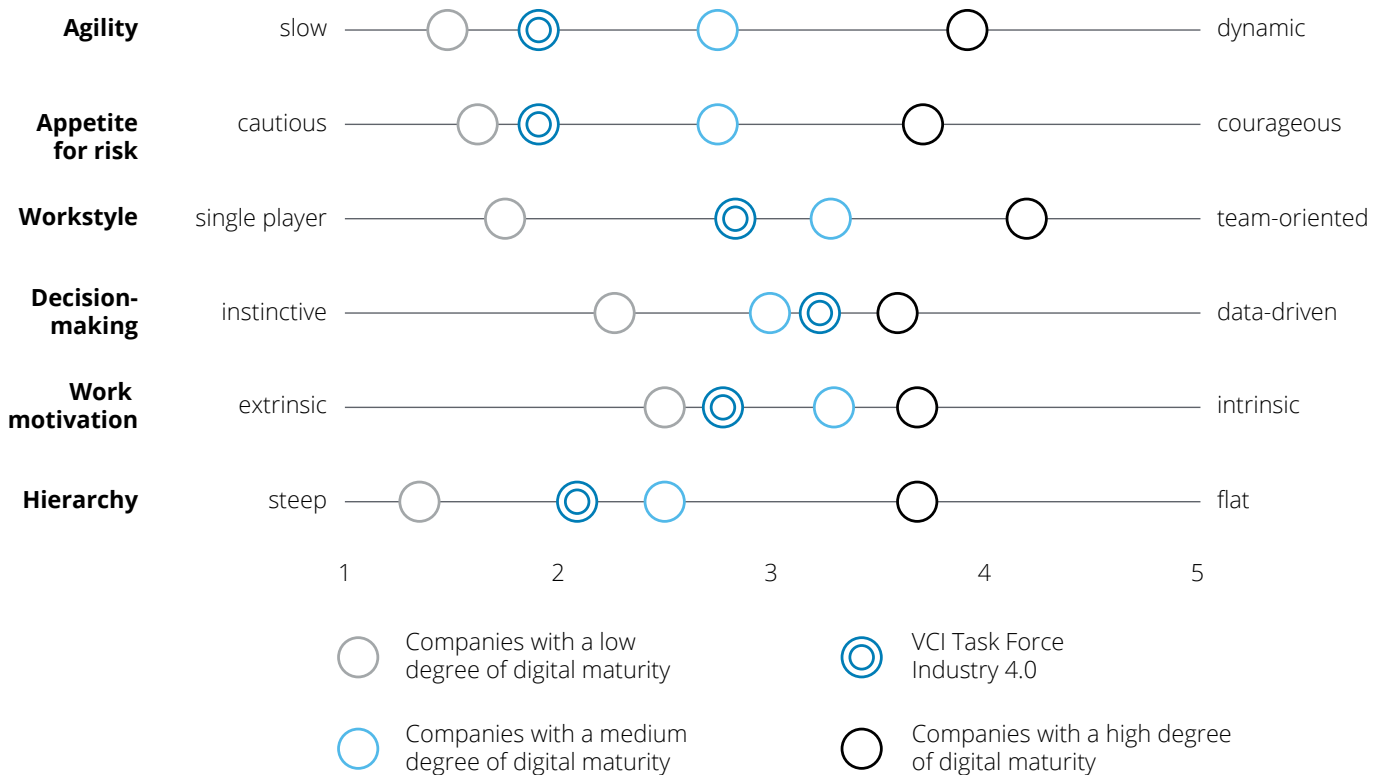 Agility slow dynamic
Appetite
for risk
cautious courageous
Workstyle single player team-oriented
Decision-
making
instinctive data-driven
Work
motivation
extrinsic intrinsic
Hierarchy steep flat
1 2 3 4 5
Companies with a low
degree of digital maturity
VCI Task Force
Industry 4.0
Companies with a medium
degree of digital maturity
Companies with a high degree
of digital maturity